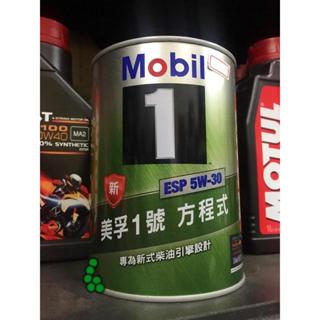 Mobil
1
ESP 5W-30
新
美孚1號 方程式
專為新式柴油引擎設計
MA2
100% SYNTHETIC
MOTUL